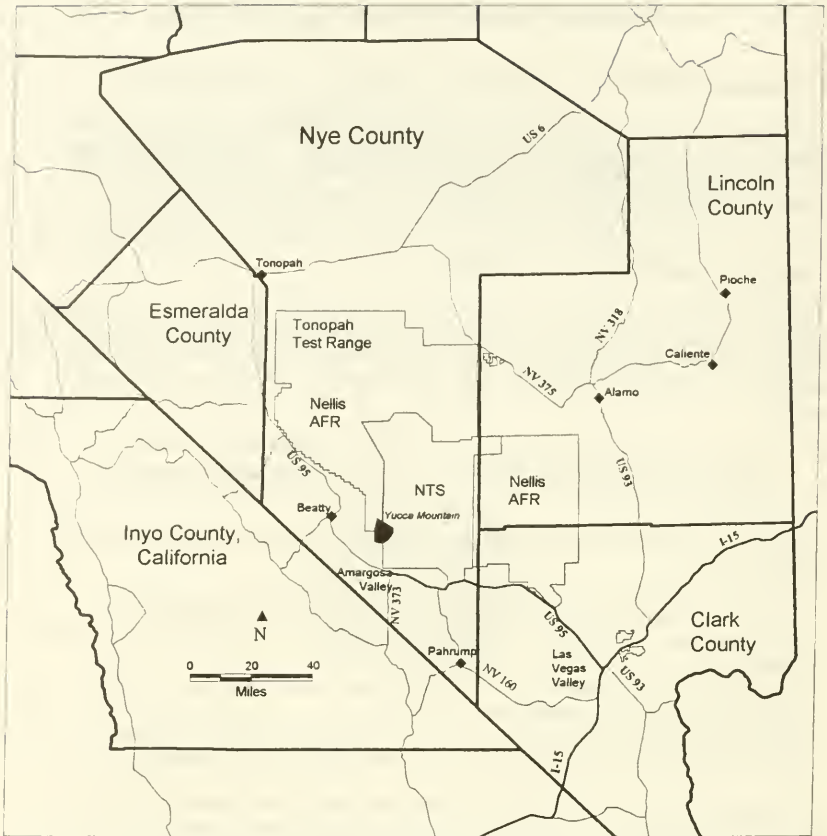 Nye County
US 6
Lincoln
County
Tonopah
Pioche
Esmeralda
County
Tonopah
Test Range
NV 318
Caliente
NV 375
Alamo
Nellis
AFR
US 95
NTS
Nellis
AFR
US 93
Beatty
Yucca Mountain
Inyo County,
California
I-15
Amargosa
Valley
NV 373
Clark
County
N
US 95
Las
Vegas
Valley
Pahrump
NV 160
US 93
0 20 40
Miles
I-15